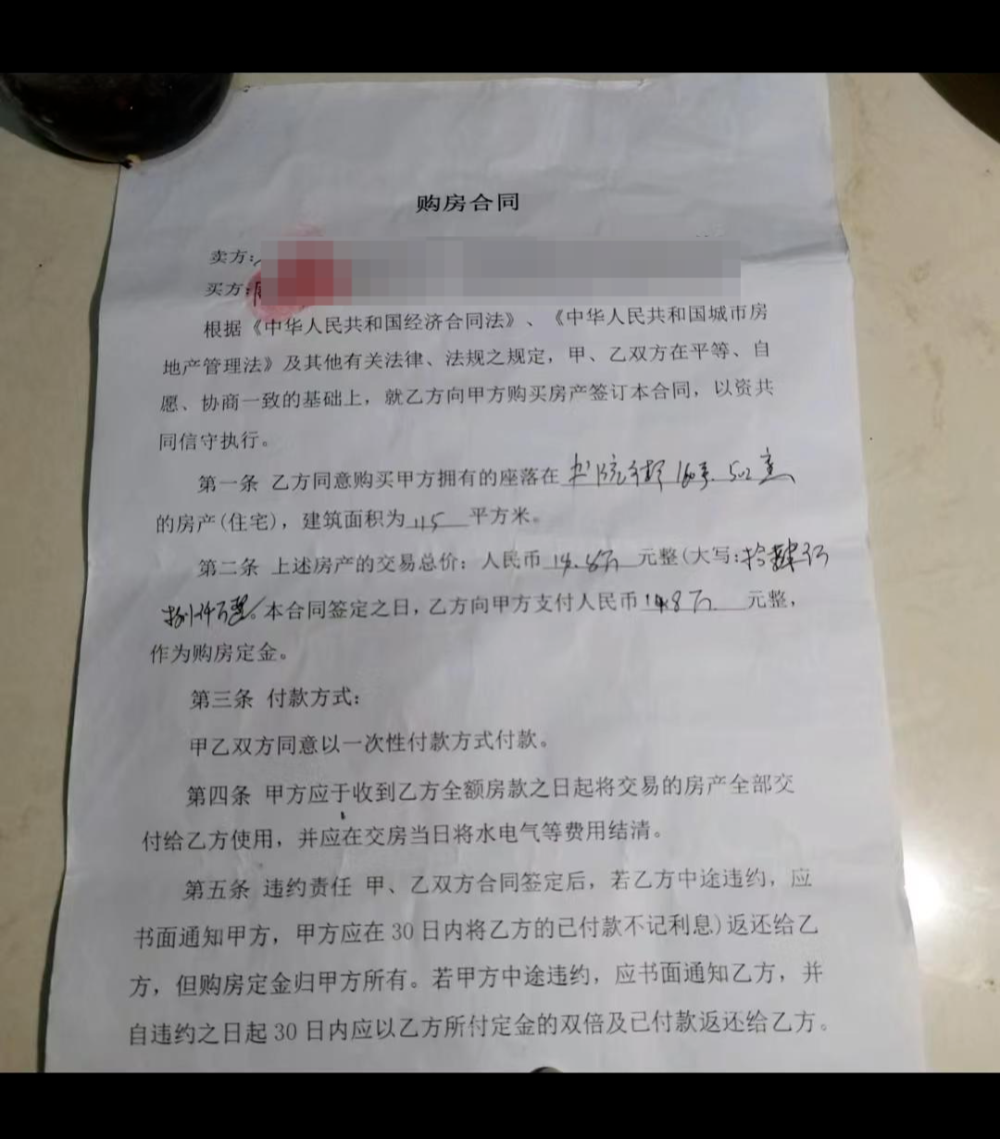 购房合同
卖方:
买方:
根据《中华人民共和国经济合同法》、《中华人民共和国城市房
地产管理法》及其他有关法律、法规之规定，甲、乙双方在平等、自
愿、协商一致的基础上，就乙方向甲方购买房产签订本合同，以资共
同信守执行。
第一条 乙方同意购买甲方拥有的座落在 书院街 160号 502室
的房产(住宅)，建筑面积为 45 平方米。
第二条 上述房产的交易总价：人民币 14.8万 元整(大写:拾肆万
捌仟 本合同签定之日，乙方向甲方支付人民币 14.8万 元整，
作为购房定金。
第三条 付款方式：
甲乙双方同意以一次性付款方式付款。
第四条 甲方应于收到乙方全额房款之日起将交易的房产全部交
付给乙方使用，并应在交房当日将水电气等费用结清。
第五条 违约责任 甲、乙双方合同签定后，若乙方中途违约，应
书面通知甲方，甲方应在 30 日内将乙方的已付款不记利息)返还给乙
方，但购房定金归甲方所有。若甲方中途违约，应书面通知乙方，并
自违约之日起 30 日内应以乙方所付定金的双倍及已付款返还给乙方。